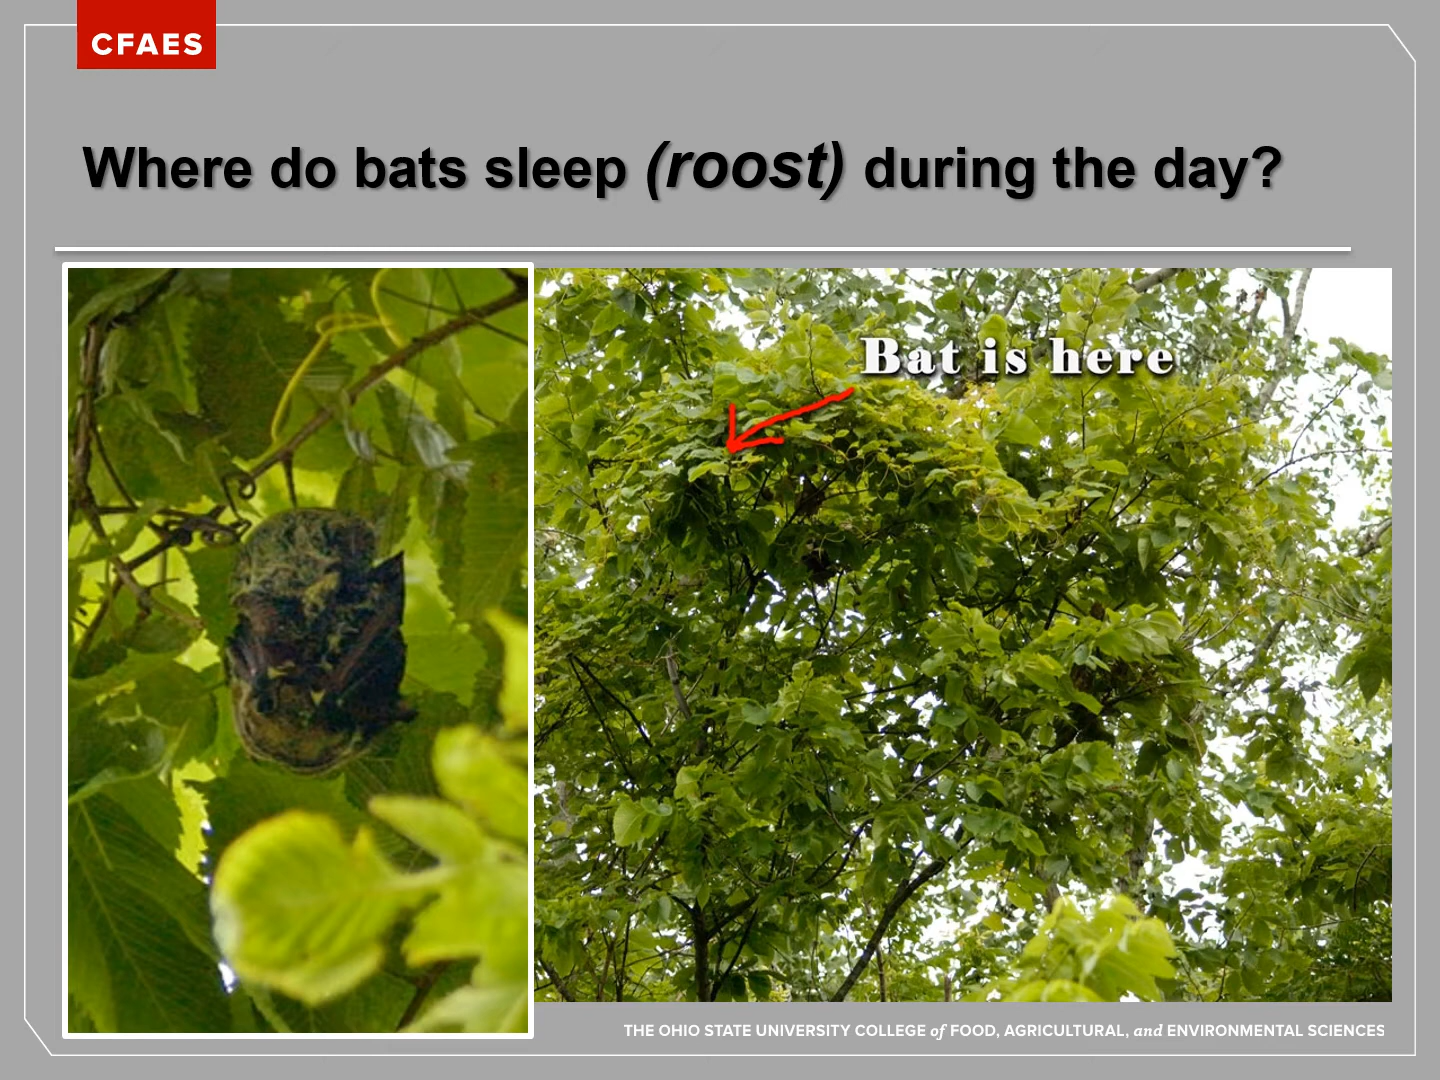 CFAES
Where do bats sleep (roost) during the day?
Bat is here
THE OHIO STATE UNIVERSITY COLLEGE of FOOD, AGRICULTURAL, and ENVIRONMENTAL SCIENCES